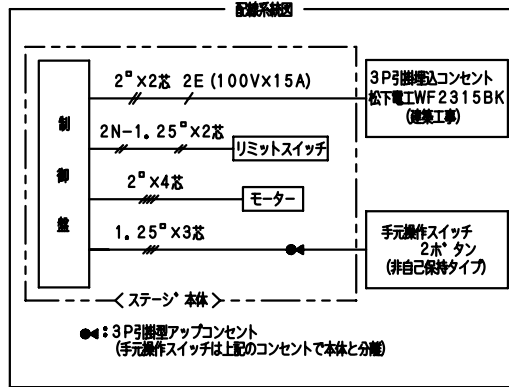 配線系統図
2□×2芯 2E (100V×15A)
3P引掛埋込コンセント
松下電工WF2315BK
(建築工事)
制御盤
2N-1.25□×2芯
リミットスイッチ
2□×4芯
モーター
1.25□×3芯
手元操作スイッチ
2ボタン
(非自己保持タイプ)
ステージ本体
:3P引掛型アップコンセント
(手元操作スイッチは上記のコンセントで本体と分離)